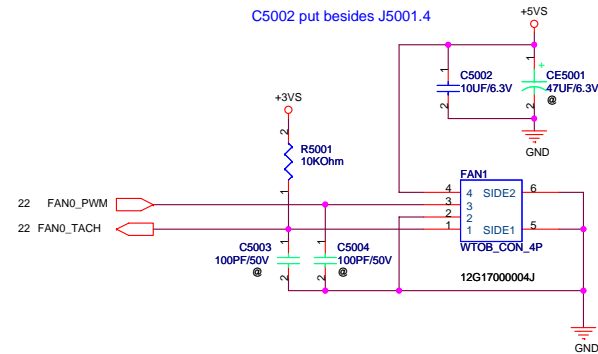 C5002 put besides J5001.4
+5VS
1
2
C5002
10UF/6.3V
1
2
+
CE5001
47UF/6.3V
@
GND
+3VS
2
1
R5001
10KOhm
FAN1
4
3
2
1
4 SIDE2
3
2
1 SIDE1
6
5
WTOB_CON_4P
12G17000004J
22 FAN0_PWM
22 FAN0_TACH
C5003
100PF/50V
@
1
2
C5004
100PF/50V
@
1
2
GND